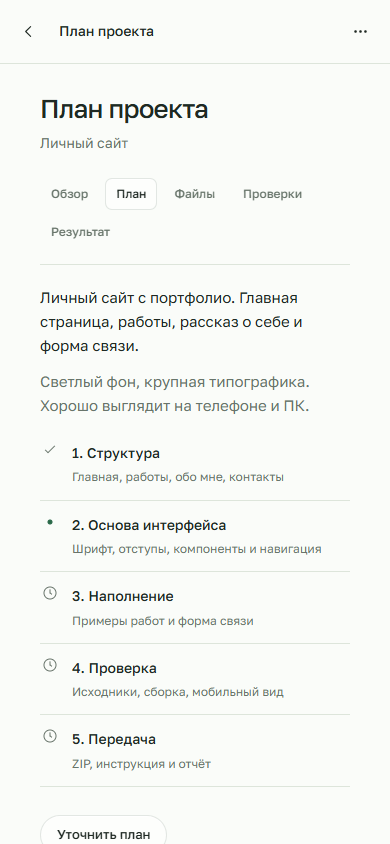 План проекта
План проекта
Личный сайт
Обзор
План
Файлы
Проверки
Результат
Личный сайт с портфолио. Главная
страница, работы, рассказ о себе и
форма связи.
Светлый фон, крупная типографика.
Хорошо выглядит на телефоне и ПК.
1. Структура
Главная, работы, обо мне, контакты
2. Основа интерфейса
Шрифт, отступы, компоненты и навигация
3. Наполнение
Примеры работ и форма связи
4. Проверка
Исходники, сборка, мобильный вид
5. Передача
ZIP, инструкция и отчёт
Уточнить план